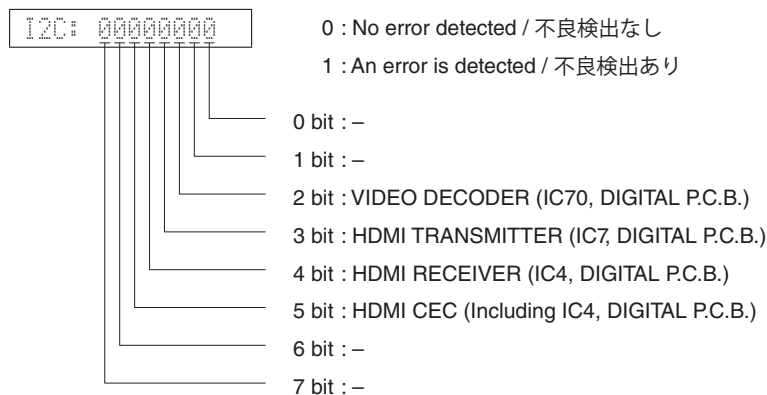 I2C: 00000000
0 : No error detected / 不良検出なし
1 : An error is detected / 不良検出あり
0 bit : –
1 bit : –
2 bit : VIDEO DECODER (IC70, DIGITAL P.C.B.)
3 bit : HDMI TRANSMITTER (IC7, DIGITAL P.C.B.)
4 bit : HDMI RECEIVER (IC4, DIGITAL P.C.B.)
5 bit : HDMI CEC (Including IC4, DIGITAL P.C.B.)
6 bit : –
7 bit : –